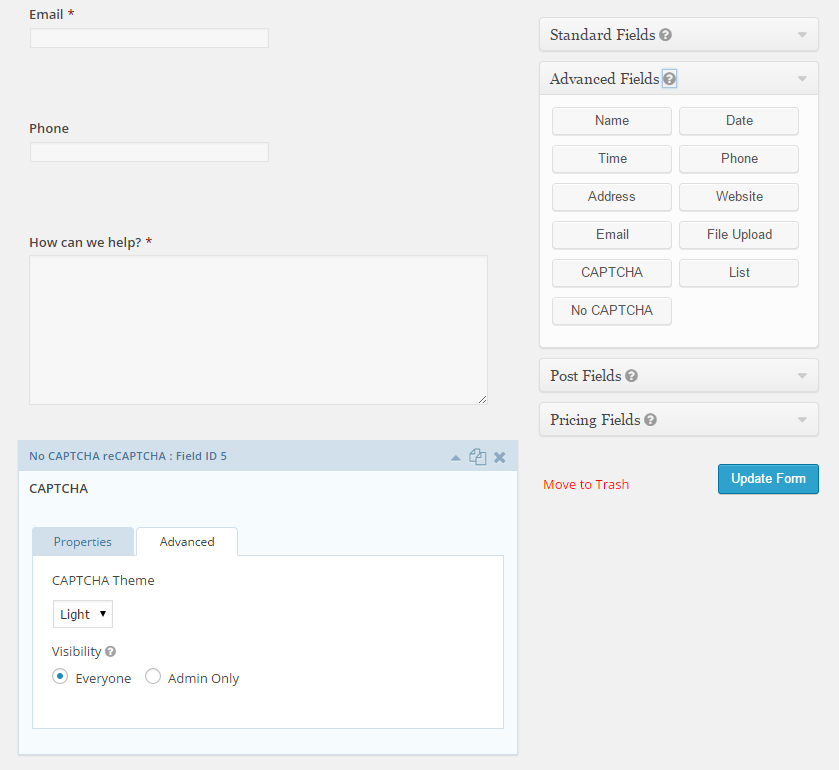 Email *
Phone
How can we help? *
No CAPTCHA reCAPTCHA : Field ID 5
CAPTCHA
Properties Advanced
CAPTCHA Theme
Light
Visibility
Everyone Admin Only
Standard Fields
Advanced Fields
Name Date
Time Phone
Address Website
Email File Upload
CAPTCHA List
No CAPTCHA
Post Fields
Pricing Fields
Move to Trash Update Form